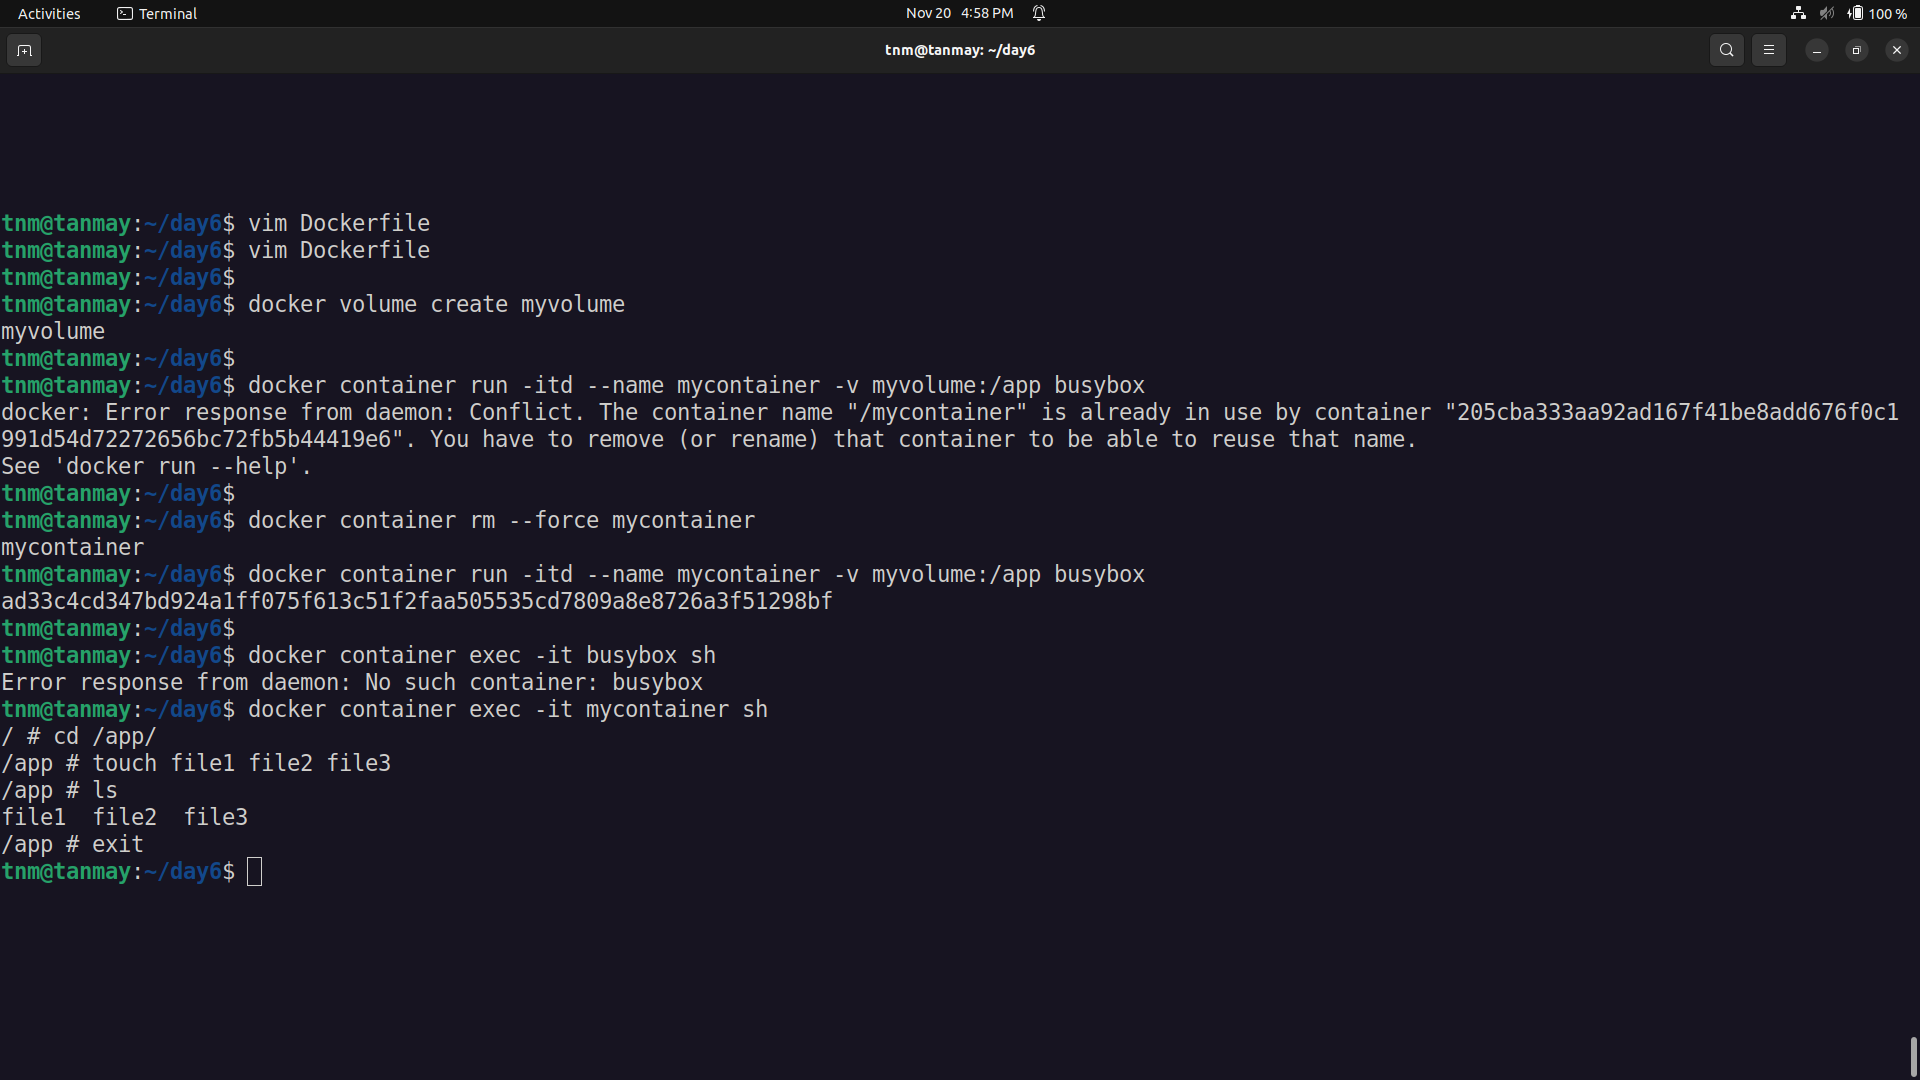 Activities Terminal Nov 20 4:58 PM 100 %
tnm@tanmay: ~/day6
tnm@tanmay:~/day6$ vim Dockerfile
tnm@tanmay:~/day6$ vim Dockerfile
tnm@tanmay:~/day6$
tnm@tanmay:~/day6$ docker volume create myvolume
myvolume
tnm@tanmay:~/day6$
tnm@tanmay:~/day6$ docker container run -itd --name mycontainer -v myvolume:/app busybox
docker: Error response from daemon: Conflict. The container name "/mycontainer" is already in use by container "205cba333aa92ad167f41be8add676f0c1
991d54d72272656bc72fb5b44419e6". You have to remove (or rename) that container to be able to reuse that name.
See 'docker run --help'.
tnm@tanmay:~/day6$
tnm@tanmay:~/day6$ docker container rm --force mycontainer
mycontainer
tnm@tanmay:~/day6$ docker container run -itd --name mycontainer -v myvolume:/app busybox
ad33c4cd347bd924a1ff075f613c51f2faa505535cd7809a8e8726a3f51298bf
tnm@tanmay:~/day6$
tnm@tanmay:~/day6$ docker container exec -it busybox sh
Error response from daemon: No such container: busybox
tnm@tanmay:~/day6$ docker container exec -it mycontainer sh
/ # cd /app/
/app # touch file1 file2 file3
/app # ls
file1  file2  file3
/app # exit
tnm@tanmay:~/day6$